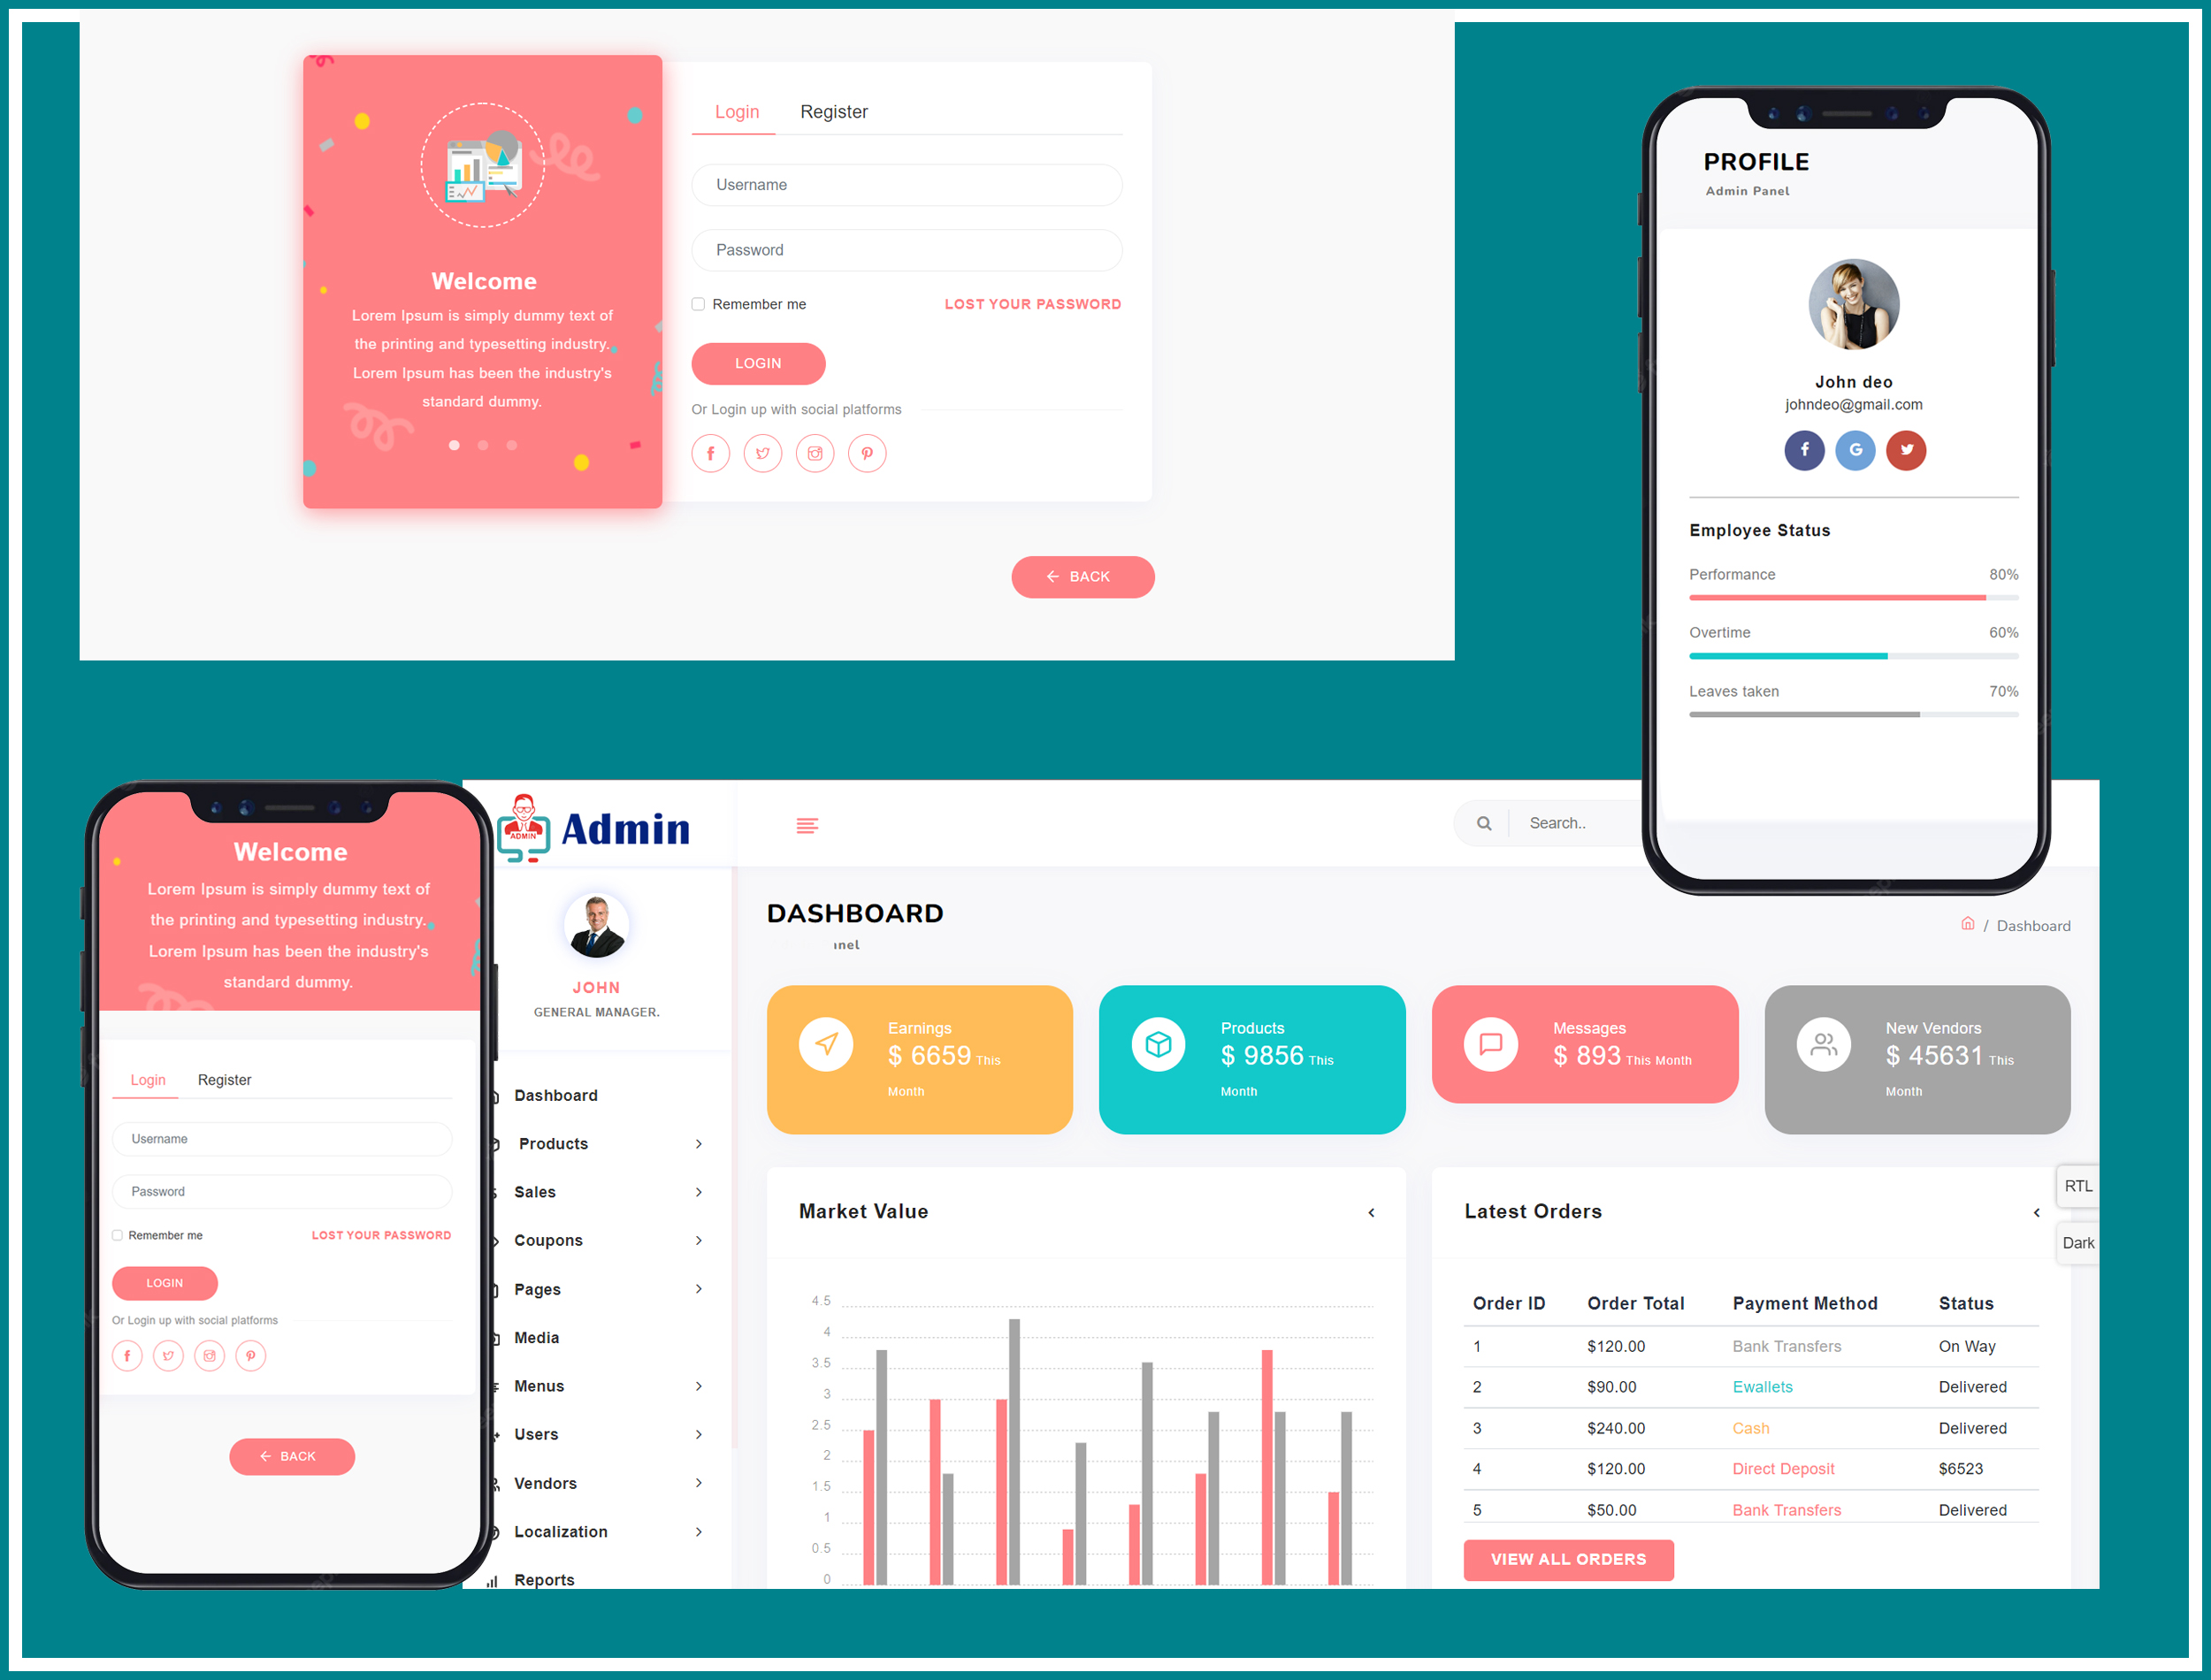 Login
Register
Username
Password
Remember me
LOST YOUR PASSWORD
LOGIN
Or Login up with social platforms
Welcome
Lorem Ipsum is simply dummy text of
the printing and typesetting industry.
Lorem Ipsum has been the industry's
standard dummy.
BACK
PROFILE
Admin Panel
John deo
johndeo@gmail.com
Employee Status
Performance 80%
Overtime 60%
Leaves taken 70%
Welcome
Lorem Ipsum is simply dummy text of
the printing and typesetting industry.
Lorem Ipsum has been the industry's
standard dummy.
Login
Register
Username
Password
Remember me
LOST YOUR PASSWORD
LOGIN
Or Login up with social platforms
BACK
ADMIN
Admin
Search..
JOHN
GENERAL MANAGER.
Dashboard
Products
Sales
Coupons
Pages
Media
Menus
Users
Vendors
Localization
Reports
DASHBOARD
/ Dashboard
Earnings
$ 6659 This
Month
Products
$ 9856 This
Month
Messages
$ 893 This Month
New Vendors
$ 45631 This
Month
Market Value
4.5
4
3.5
3
2.5
2
1.5
1
0.5
0
Latest Orders
RTL
Dark
Order ID Order Total Payment Method Status
1 $120.00 Bank Transfers On Way
2 $90.00 Ewallets Delivered
3 $240.00 Cash Delivered
4 $120.00 Direct Deposit $6523
5 $50.00 Bank Transfers Delivered
VIEW ALL ORDERS